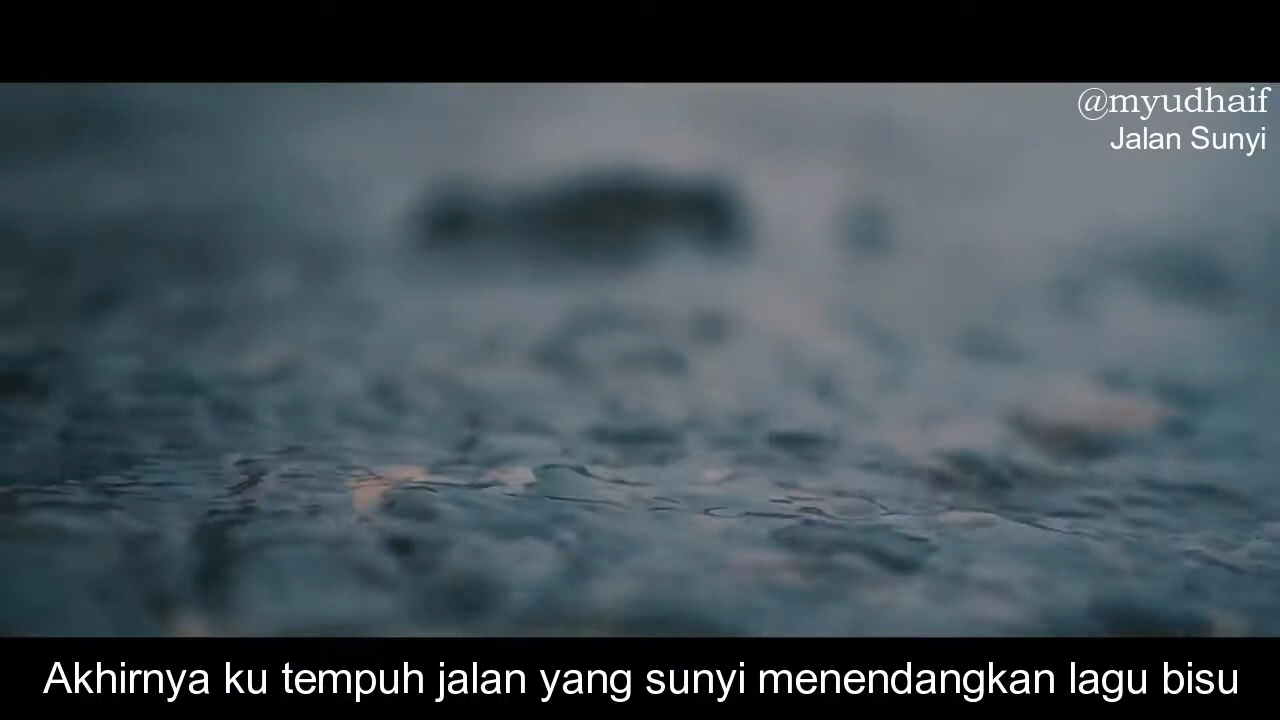 @myudhaif
Jalan Sunyi
Akhirnya ku tempuh jalan yang sunyi menendangkan lagu bisu